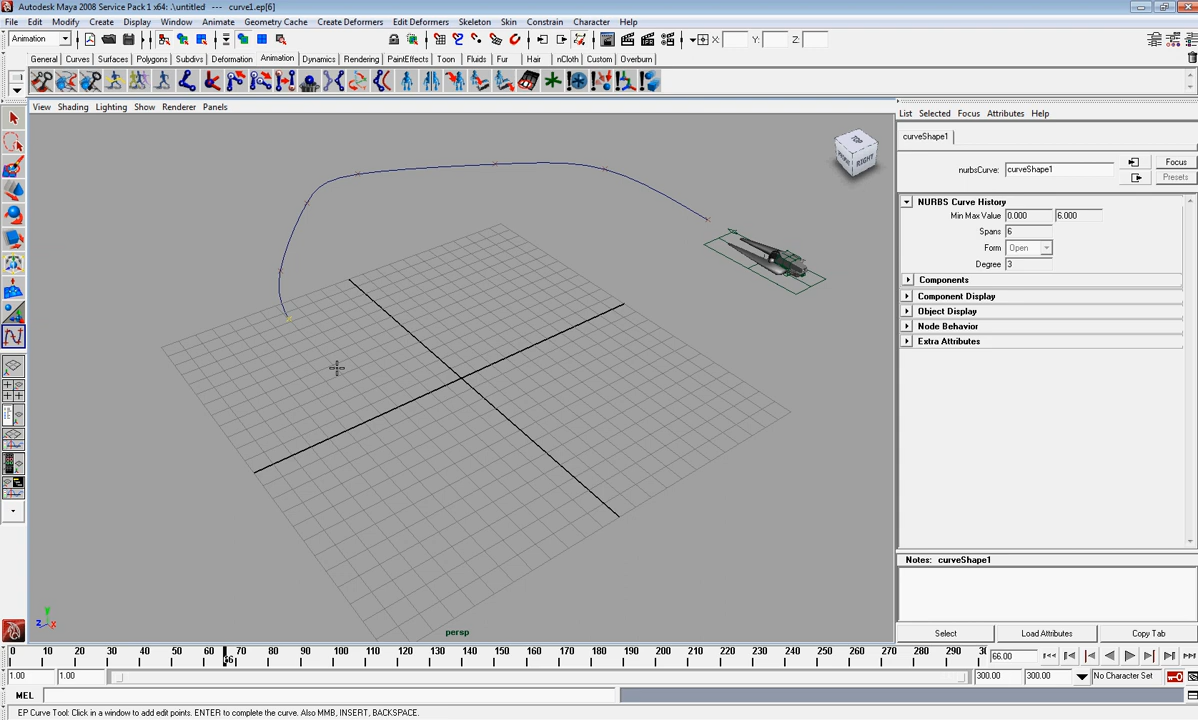 Autodesk Maya 2008 Service Pack 1 x64: .\untitled --- curve1.ep[6]
File Edit Modify Create Display Window Animate Geometry Cache Create Deformers Edit Deformers Skeleton Skin Constrain Character Help
Animation X: Y: Z:
General Curves Surfaces Polygons Subdivs Deformation Animation Dynamics Rendering PaintEffects Toon Fluids Fur Hair nCloth Custom Overburn
View Shading Lighting Show Renderer Panels
List Selected Focus Attributes Help
curveShape1
nurbsCurve: curveShape1 Focus
Presets
NURBS Curve History
Min Max Value 0.000 6.000
Spans 6
Form Open
Degree 3
Components
Component Display
Object Display
Node Behavior
Extra Attributes
TOP
RIGHT
y
z x
persp
Notes: curveShape1
Select Load Attributes Copy Tab
0 10 20 30 40 50 60 70 80 90 100 110 120 130 140 150 160 170 180 190 200 210 220 230 240 250 260 270 280 290
66 66.00
1.00 1.00 300.00 300.00 No Character Set
MEL
EP Curve Tool: Click in a window to add edit points. ENTER to complete the curve. Also MMB, INSERT, BACKSPACE.